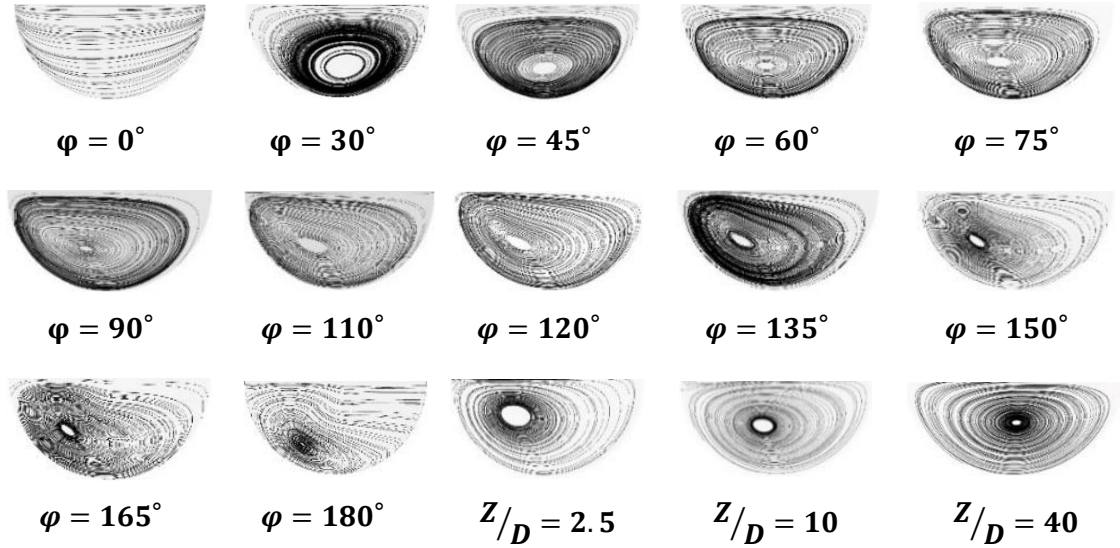 φ = 0° φ = 30° φ = 45° φ = 60° φ = 75°
φ = 90° φ = 110° φ = 120° φ = 135° φ = 150°
φ = 165° φ = 180° Z/D = 2.5 Z/D = 10 Z/D = 40